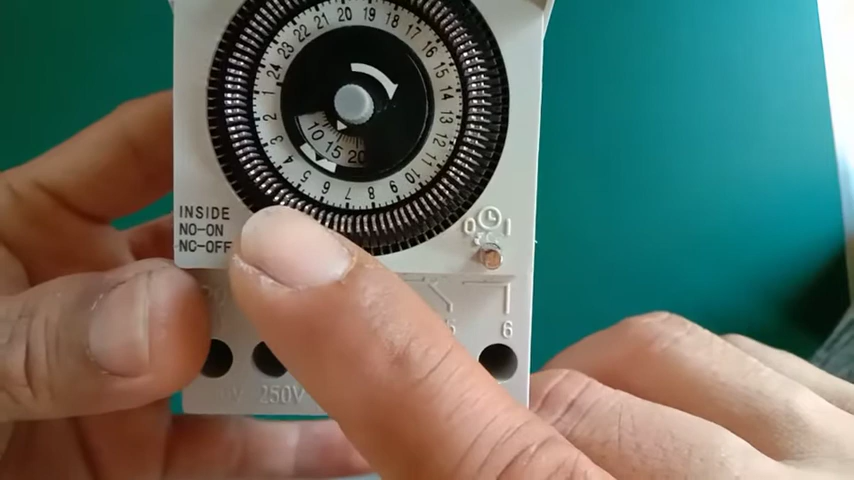 24 23 22 21 20 19 18 17 16 15 14 13 12 11 10 9 8 7 6 5 4 3 2 1
10 15 20
INSIDE
NO-ON
NC-OFF
0 I
6
250V